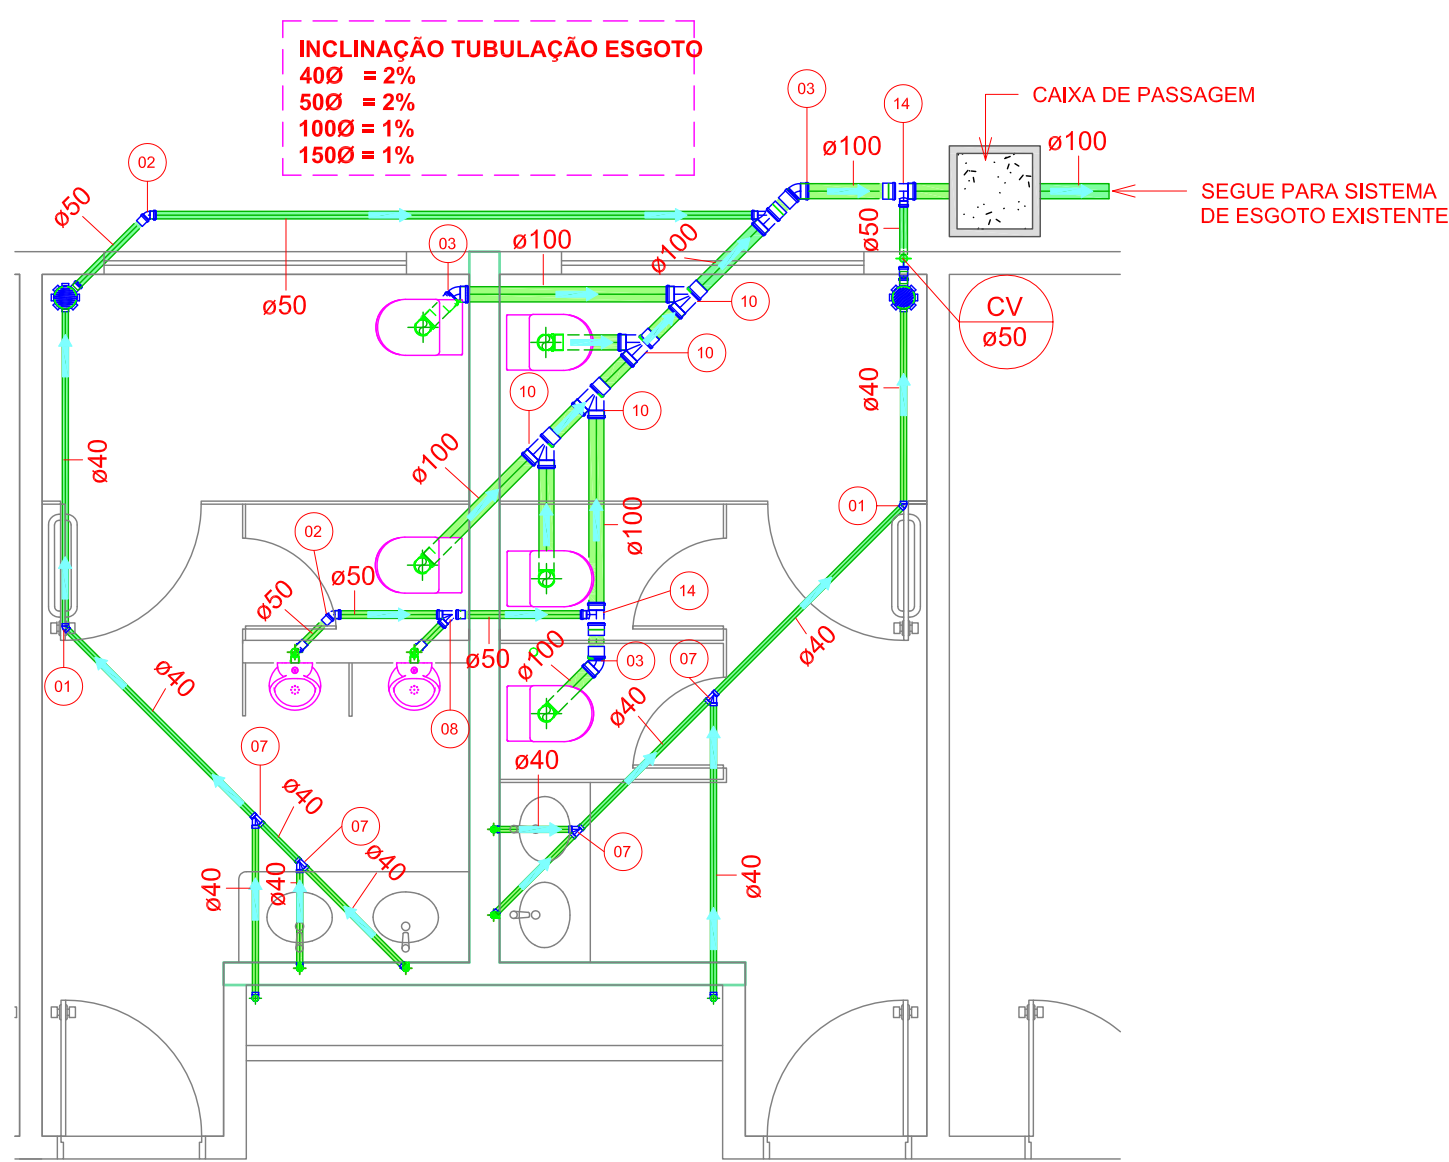 INCLINAÇÃO TUBULAÇÃO ESGOTO
40Ø = 2%
50Ø = 2%
100Ø = 1%
150Ø = 1%
03
14
CAIXA DE PASSAGEM
ø100
ø100
02
SEGUE PARA SISTEMA
DE ESGOTO EXISTENTE
ø50
ø50
03
ø100
ø100
ø50
10
CV
ø50
10
10
10
ø40
ø40
ø100
01
02
ø100
ø50
ø50
14
ø50
ø100
03
07
ø40
01
ø40
08
ø40
07
ø40
ø40
07
ø40
07
ø40
ø40
ø40